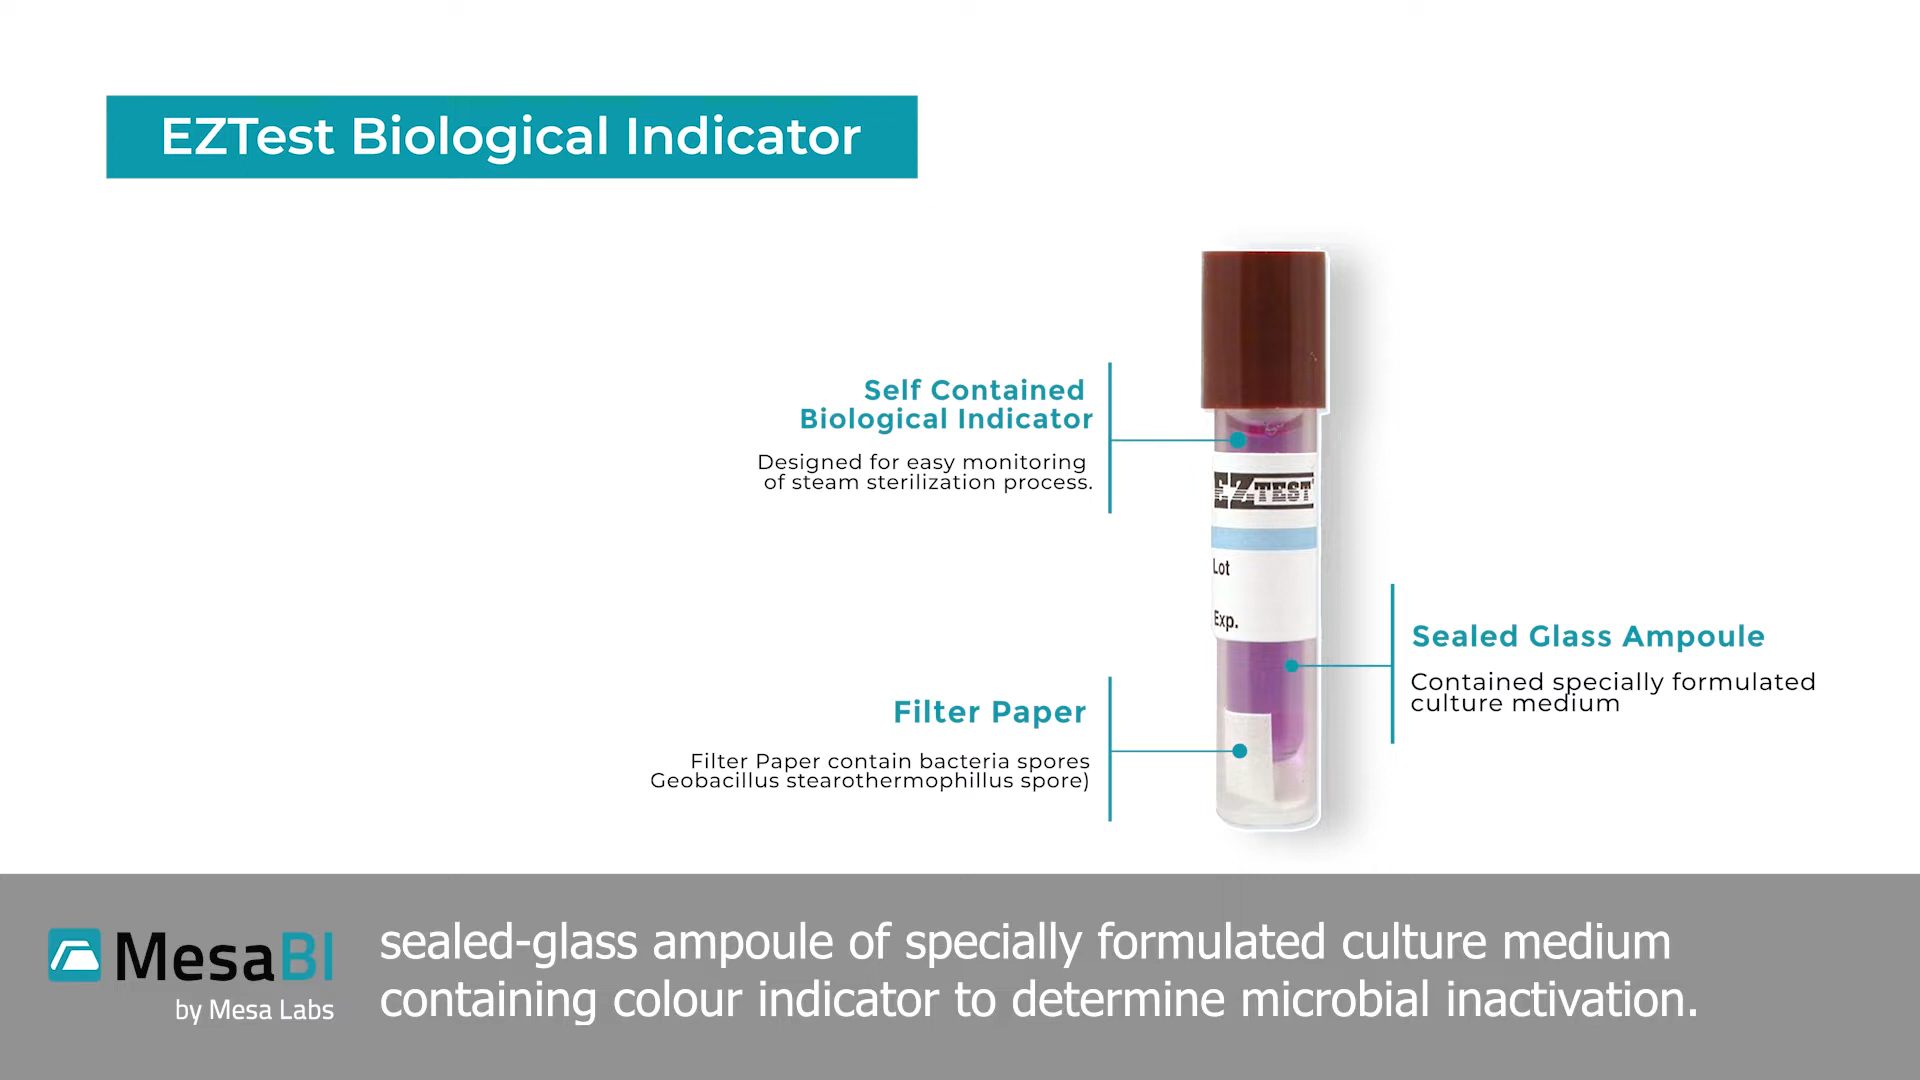 EZTest Biological Indicator
Self Contained
Biological Indicator
Designed for easy monitoring
of steam sterilization process.
EZTEST
Lot
Exp.
Sealed Glass Ampoule
Contained specially formulated
culture medium
Filter Paper
Filter Paper contain bacteria spores
Geobacillus stearothermophillus spore)
MesaBI
by Mesa Labs
sealed-glass ampoule of specially formulated culture medium
containing colour indicator to determine microbial inactivation.